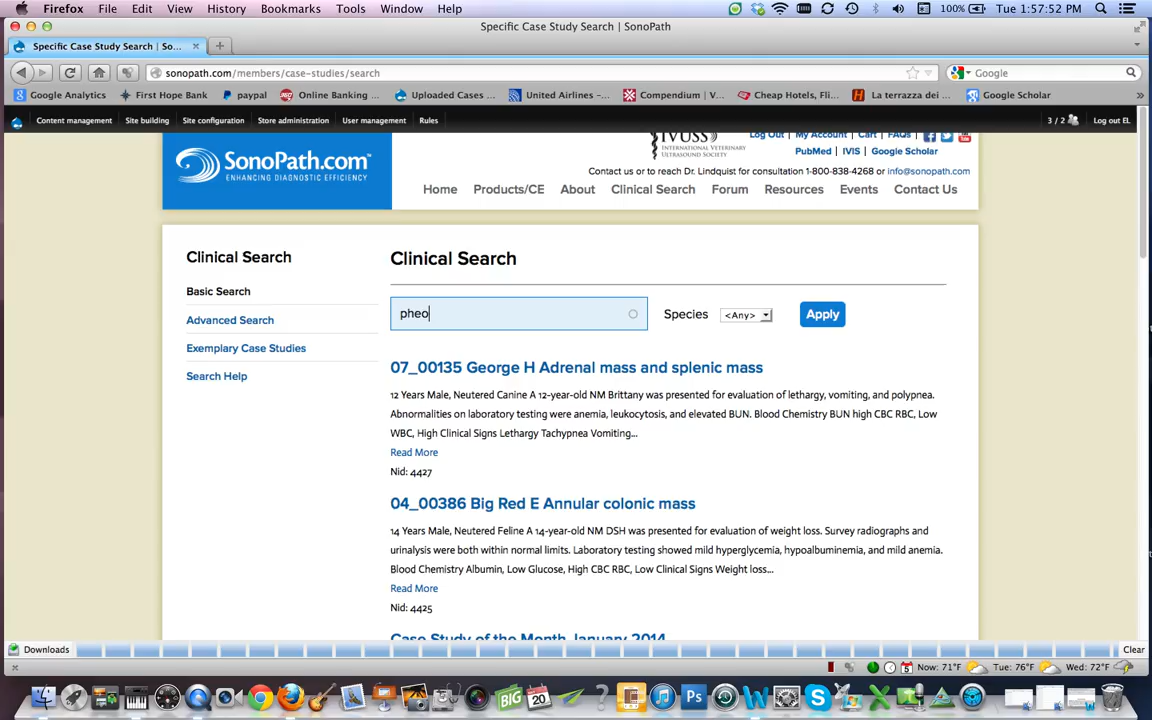 Firefox File Edit View History Bookmarks Tools Window Help 100% Tue 1:57:52 PM
Specific Case Study Search | SonoPath
Specific Case Study Search | So...
sonopath.com/members/case-studies/search Google
Google Analytics First Hope Bank paypal Online Banking ... Uploaded Cases ... United Airlines -... Compendium | V... Cheap Hotels, Fli... La terrazza dei ... Google Scholar »
Content management Site building Site configuration Store administration User management Rules 3 / 2 Log out EL
SonoPath.com
ENHANCING DIAGNOSTIC EFFICIENCY
IVUSS
INTERNATIONAL VETERINARY
ULTRASOUND SOCIETY
Log Out | My Account | Cart | FAQs |
PubMed | IVIS | Google Scholar
Contact us or to reach Dr. Lindquist for consultation 1-800-838-4268 or info@sonopath.com
Home Products/CE About Clinical Search Forum Resources Events Contact Us
Clinical Search
Basic Search
Advanced Search
Exemplary Case Studies
Search Help
Clinical Search
pheo Species <Any> Apply
07_00135 George H Adrenal mass and splenic mass
12 Years Male, Neutered Canine A 12-year-old NM Brittany was presented for evaluation of lethargy, vomiting, and polypnea.
Abnormalities on laboratory testing were anemia, leukocytosis, and elevated BUN. Blood Chemistry BUN high CBC RBC, Low
WBC, High Clinical Signs Lethargy Tachypnea Vomiting...
Read More
Nid: 4427
04_00386 Big Red E Annular colonic mass
14 Years Male, Neutered Feline A 14-year-old NM DSH was presented for evaluation of weight loss. Survey radiographs and
urinalysis were both within normal limits. Laboratory testing showed mild hyperglycemia, hypoalbuminemia, and mild anemia.
Blood Chemistry Albumin, Low Glucose, High CBC RBC, Low Clinical Signs Weight loss...
Read More
Nid: 4425
Case Study of the Month January 2014
Downloads Clear
Now: 71°F Tue: 76°F Wed: 72°F
BIG 20 Ps